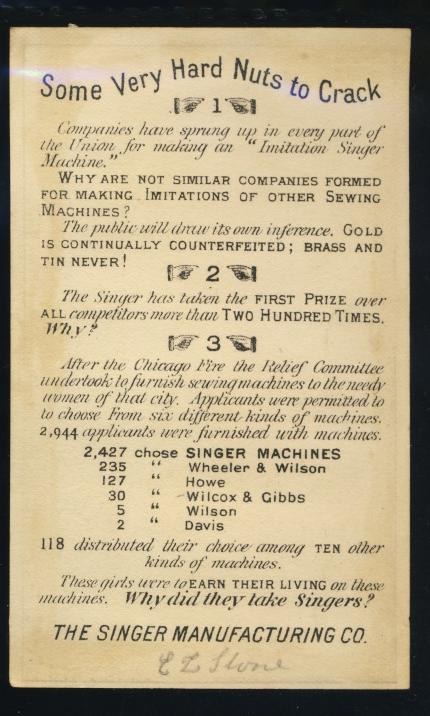 Some Very Hard Nuts to Crack
1
Companies have sprung up in every part of
the Union for making an "Imitation Singer
Machine."
WHY ARE NOT SIMILAR COMPANIES FORMED
FOR MAKING IMITATIONS OF OTHER SEWING
MACHINES?
The public will draw its own inference. GOLD
IS CONTINUALLY COUNTERFEITED; BRASS AND
TIN NEVER!
2
The Singer has taken the FIRST PRIZE over
ALL competitors more than TWO HUNDRED TIMES.
Why?
3
After the Chicago Fire the Relief Committee
undertook to furnish sewing machines to the needy
women of that city. Applicants were permitted to
to choose From six different kinds of machines.
2,944 applicants were furnished with machines.
2,427 chose SINGER MACHINES
235 " Wheeler & Wilson
127 " Howe
30 " Wilcox & Gibbs
5 " Wilson
2 " Davis
118 distributed their choice among TEN other
kinds of machines.
These girls were to EARN THEIR LIVING on these
machines. Why did they take Singers?
THE SINGER MANUFACTURING CO.
E L Stone